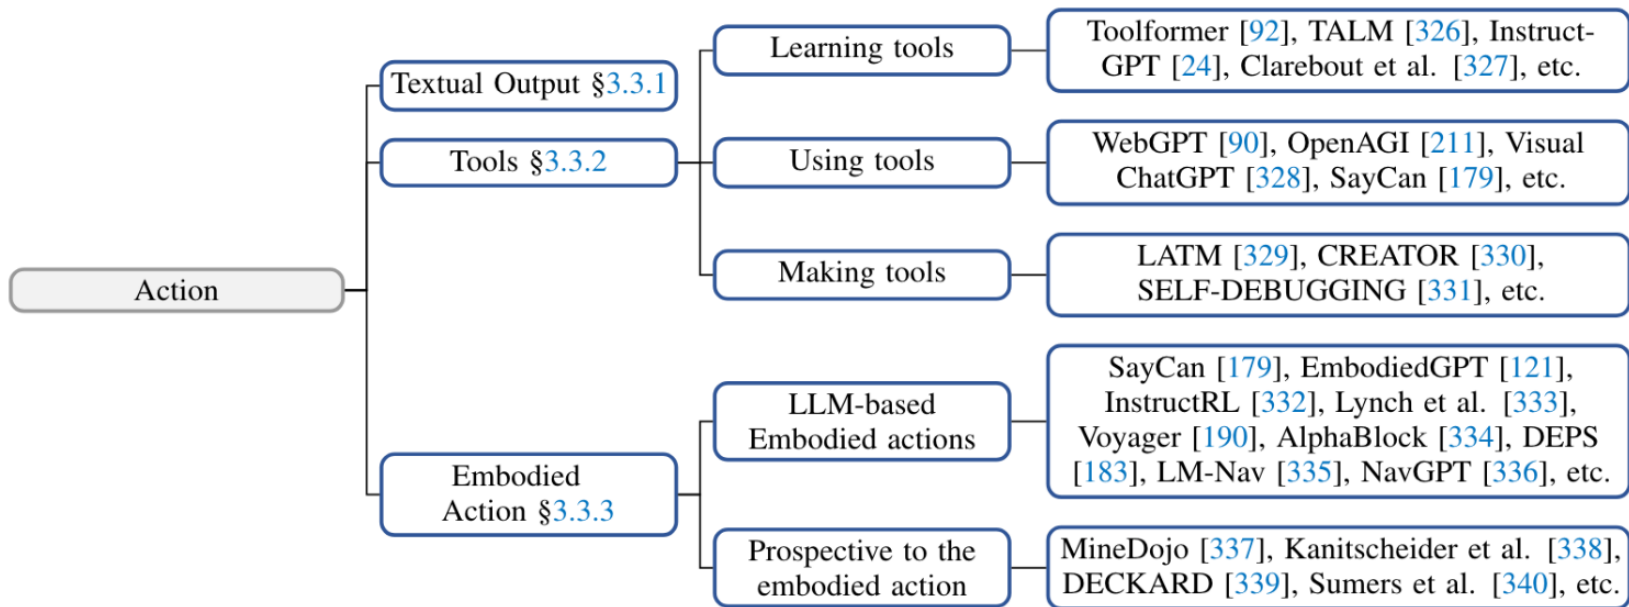 Action
Textual Output §3.3.1
Tools §3.3.2
Learning tools
Toolformer [92], TALM [326], Instruct-
GPT [24], Clarebout et al. [327], etc.
Using tools
WebGPT [90], OpenAGI [211], Visual
ChatGPT [328], SayCan [179], etc.
Making tools
LATM [329], CREATOR [330],
SELF-DEBUGGING [331], etc.
Embodied
Action §3.3.3
LLM-based
Embodied actions
SayCan [179], EmbodiedGPT [121],
InstructRL [332], Lynch et al. [333],
Voyager [190], AlphaBlock [334], DEPS
[183], LM-Nav [335], NavGPT [336], etc.
Prospective to the
embodied action
MineDojo [337], Kanitscheider et al. [338],
DECKARD [339], Sumers et al. [340], etc.